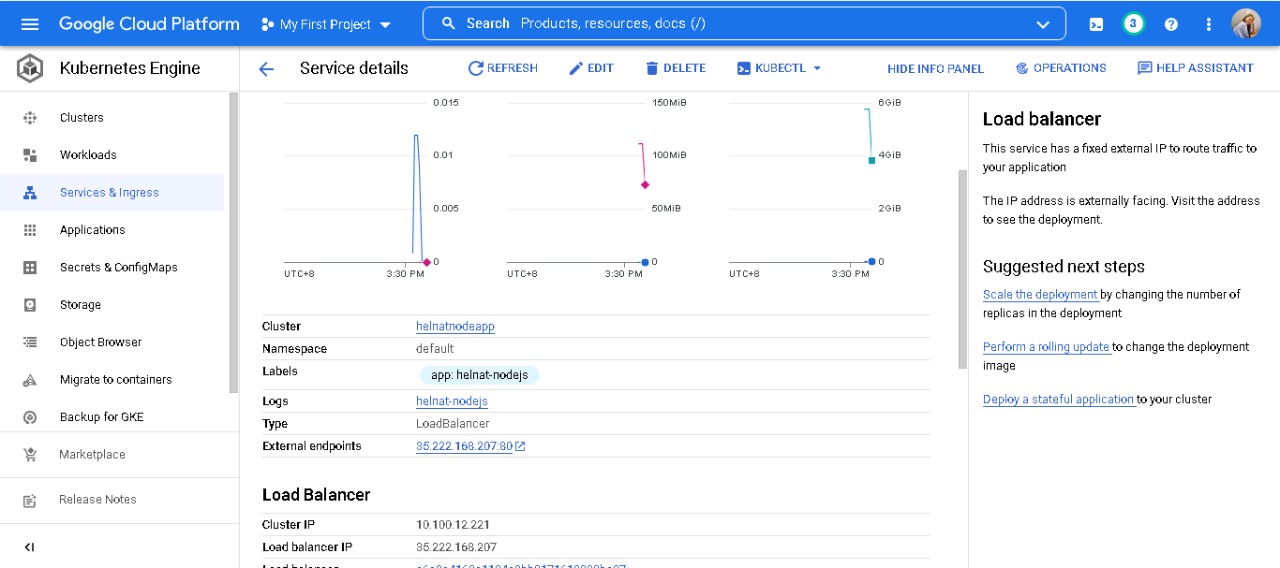 Google Cloud Platform
My First Project
Search Products, resources, docs (/)
3
Kubernetes Engine
Service details
REFRESH
EDIT
DELETE
KUBECTL
HIDE INFO PANEL
OPERATIONS
HELP ASSISTANT
Clusters
Workloads
Services & Ingress
Applications
Secrets & ConfigMaps
Storage
Object Browser
Migrate to containers
Backup for GKE
Marketplace
Release Notes
0.015
0.01
0.005
0
UTC+8 3:30 PM
150MiB
100MiB
50MiB
0
UTC+8 3:30 PM
6GiB
4GiB
2GiB
0
UTC+8 3:30 PM
Cluster helnatnodeapp
Namespace default
Labels app: helnat-nodejs
Logs helnat-nodejs
Type LoadBalancer
External endpoints 35.222.168.207:80
Load Balancer
Cluster IP 10.100.12.221
Load balancer IP 35.222.168.207
Load balancer
Load balancer
This service has a fixed external IP to route traffic to
your application
The IP address is externally facing. Visit the address
to see the deployment.
Suggested next steps
Scale the deployment by changing the number of
replicas in the deployment
Perform a rolling update to change the deployment
image
Deploy a stateful application to your cluster